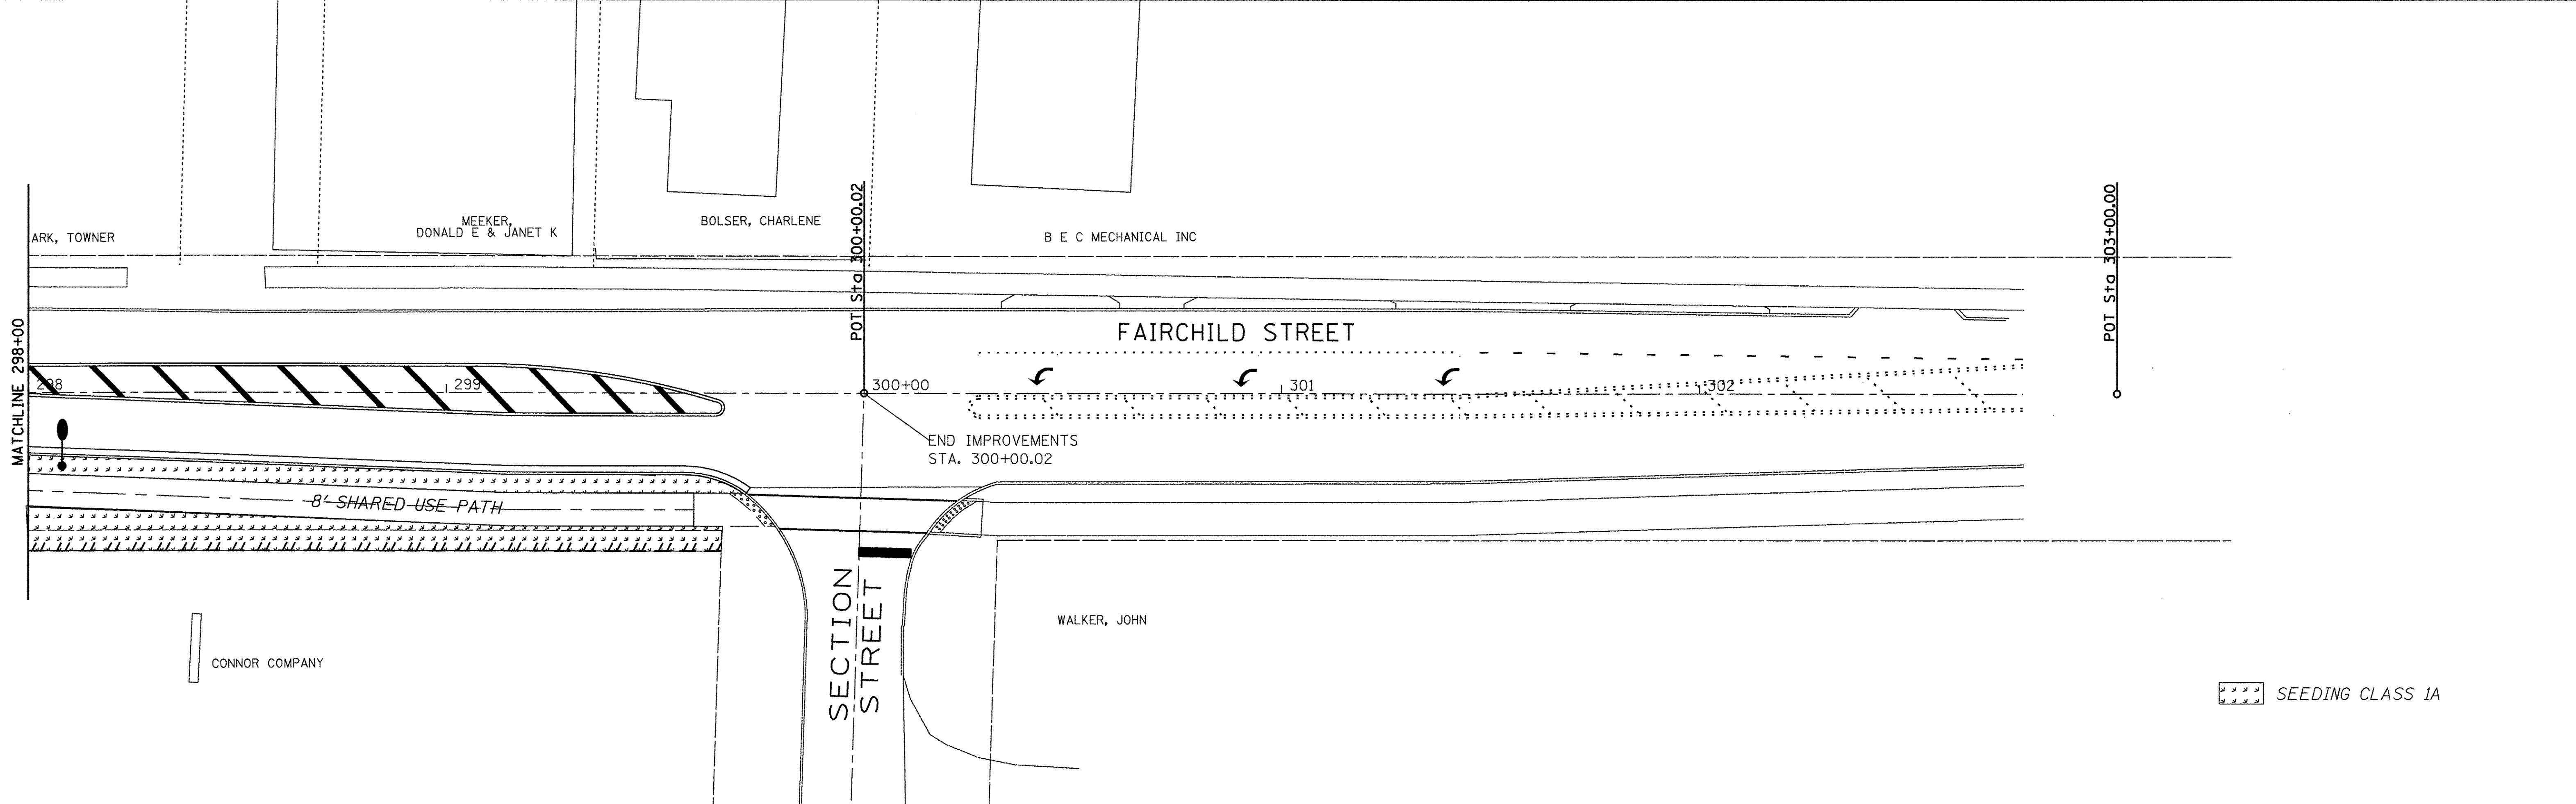 ARK, TOWNER
MEEKER,
DONALD E & JANET K
BOLSER, CHARLENE
B E C MECHANICAL INC
POT Sta 300+00.02
POT Sta 303+00.00
MATCHLINE 298+00
FAIRCHILD STREET
298
299
300+00
301
302
END IMPROVEMENTS
STA. 300+00.02
8' SHARED USE PATH
SECTION
STREET
WALKER, JOHN
CONNOR COMPANY
SEEDING CLASS 1A